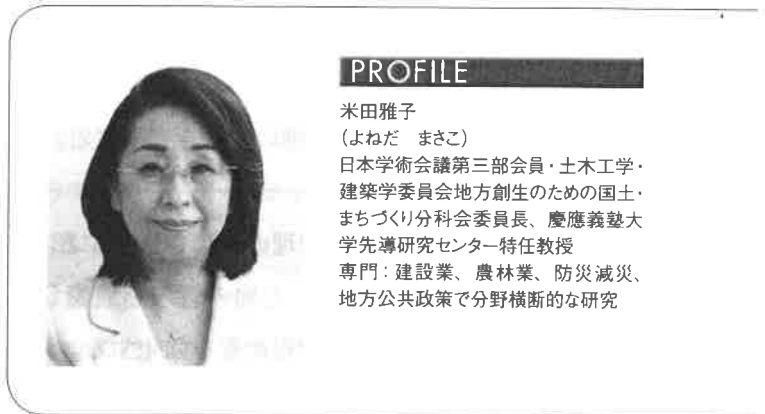 PROFILE
米田雅子
(よねだ　まさこ)
日本学術会議第三部会員・土木工学・
建築学委員会地方創生のための国土・
まちづくり分科会委員長、慶應義塾大
学先導研究センター特任教授
専門：建設業、農林業、防災減災、
地方公共政策で分野横断的な研究